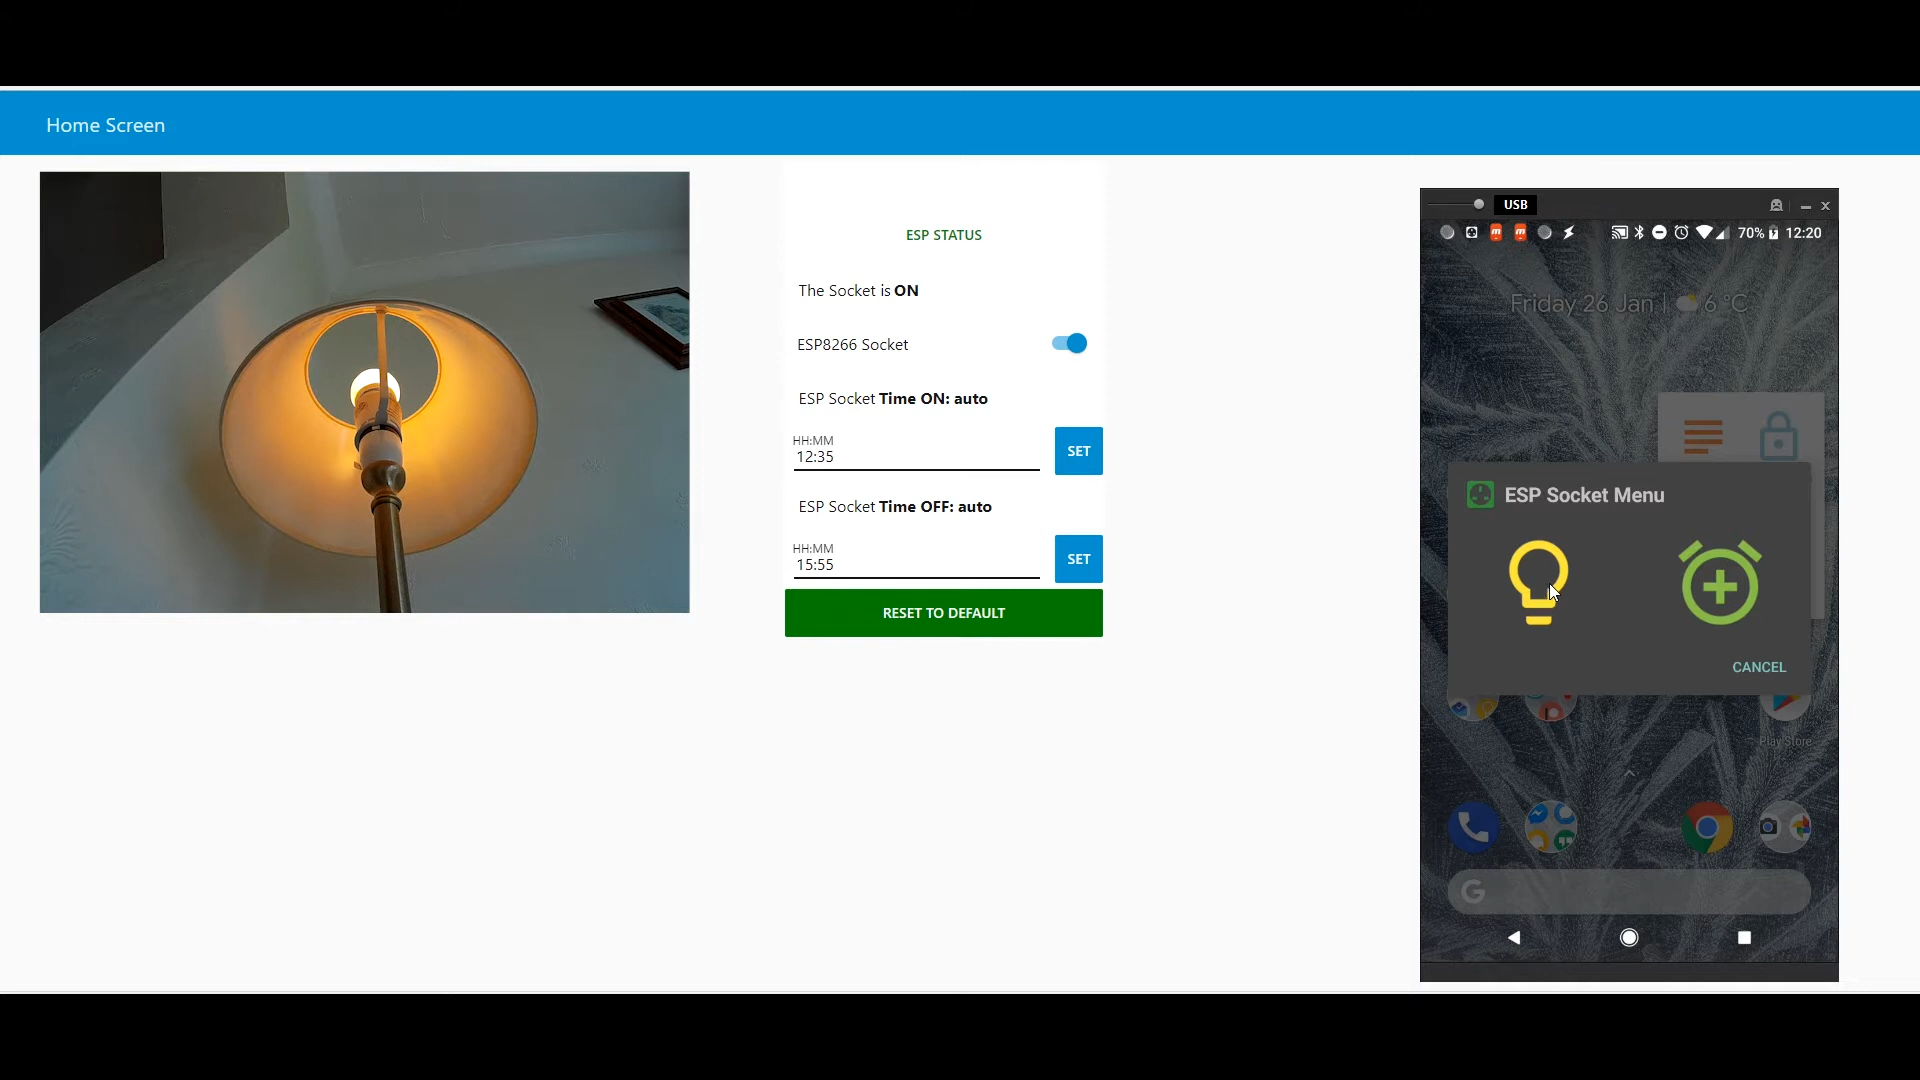 Home Screen
ESP STATUS
The Socket is ON
ESP8266 Socket
ESP Socket Time ON: auto
HH:MM
12:35
SET
ESP Socket Time OFF: auto
HH:MM
15:55
SET
RESET TO DEFAULT
USB
70% 12:20
Friday 26 Jan | 6 °C
ESP Socket Menu
CANCEL
Play Store
G